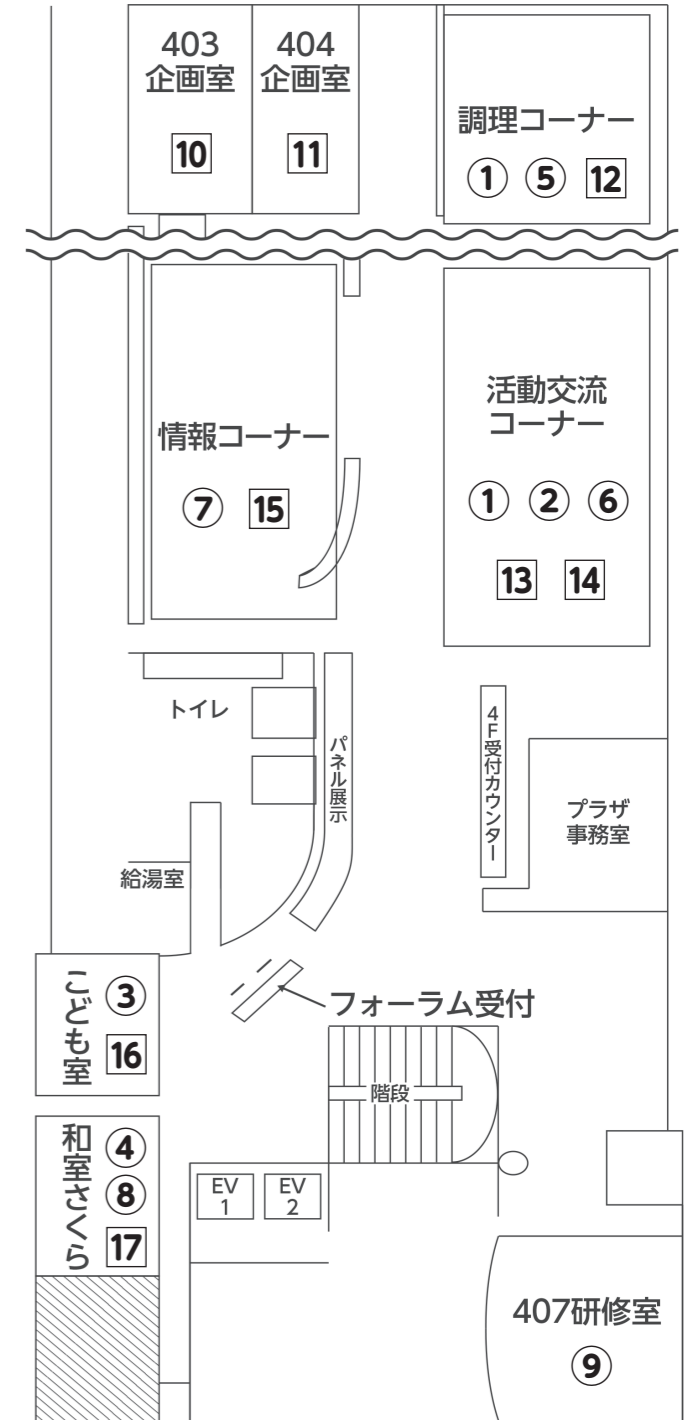 403
企画室
10
404
企画室
11
調理コーナー
① ⑤ 12
情報コーナー
⑦ 15
活動交流
コーナー
① ② ⑥
13 14
トイレ
パネル展示
4F受付カウンター
プラザ
事務室
給湯室
こども室
③
16
フォーラム受付
階段
和室さくら
④
⑧
17
EV
1
EV
2
407研修室
⑨